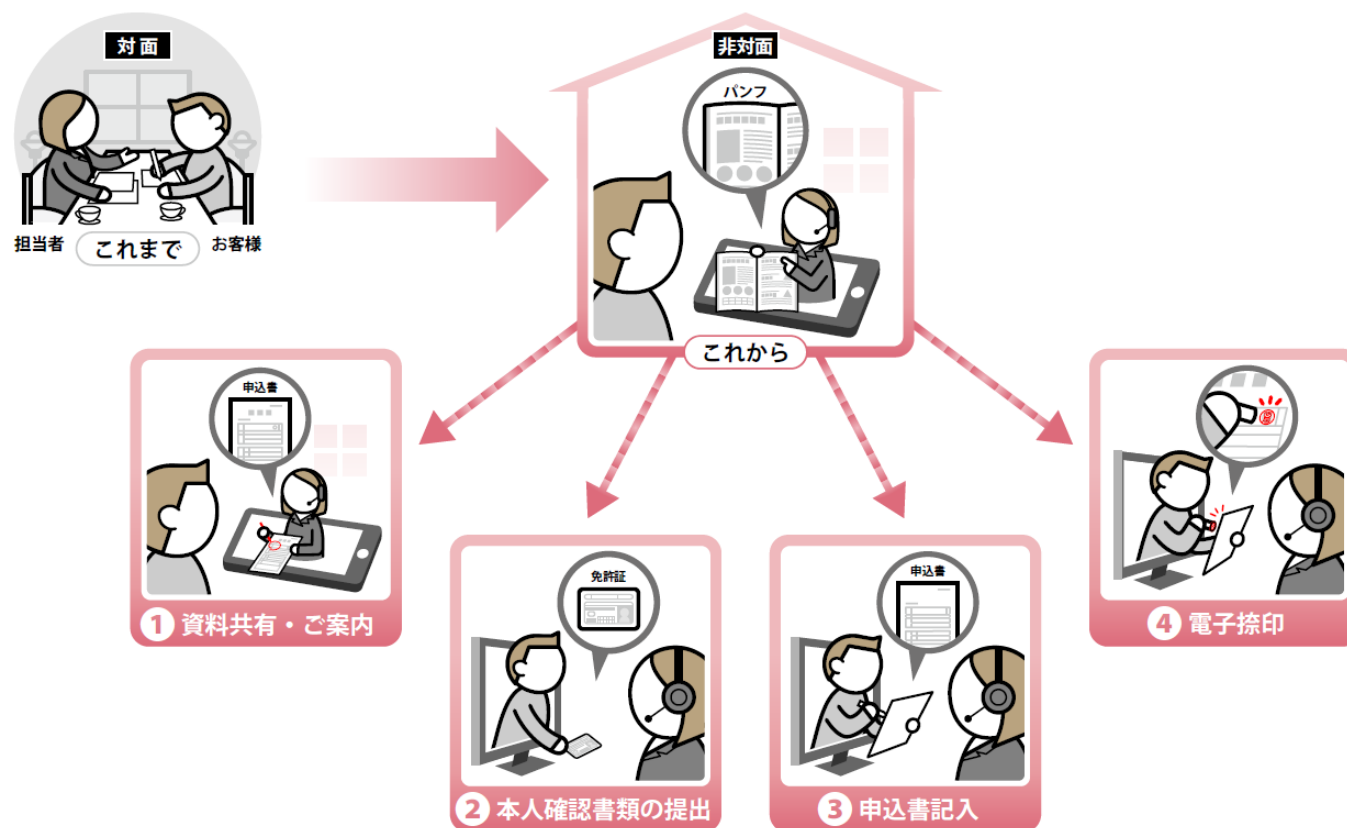 対面
担当者
これまで
お客様
非対面
パンフ
これから
申込書
① 資料共有・ご案内
免許証
② 本人確認書類の提出
申込書
③ 申込書記入
④ 電子捺印